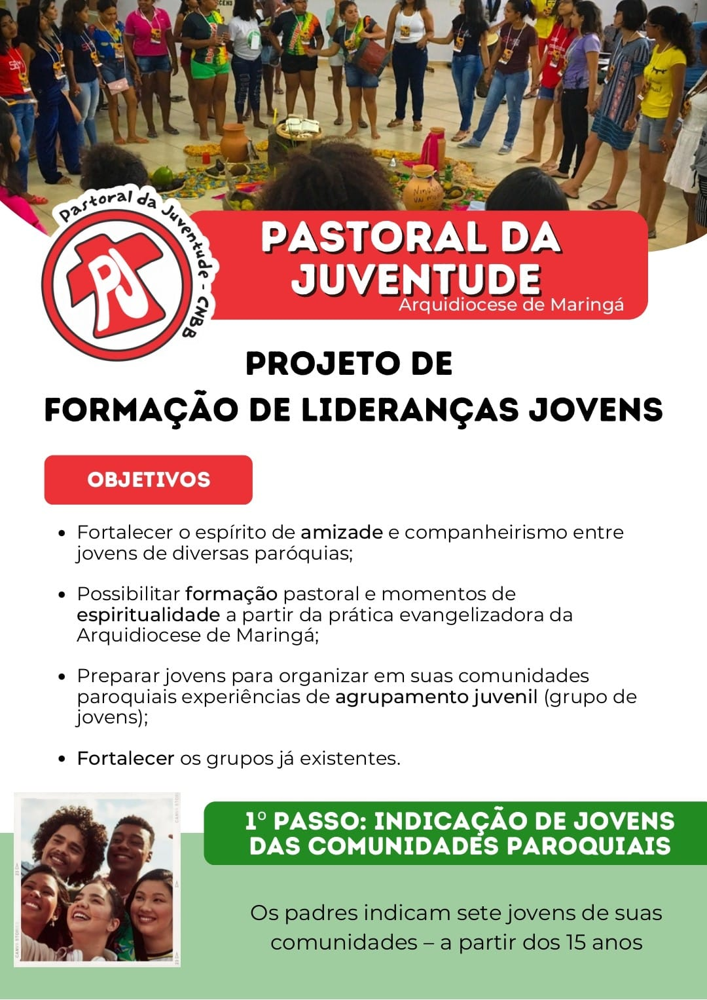 Pastoral da Juventude - CNBB
PJ
PASTORAL DA
JUVENTUDE
Arquidiocese de Maringá
PROJETO DE
FORMAÇÃO DE LIDERANÇAS JOVENS
OBJETIVOS
• Fortalecer o espírito de amizade e companheirismo entre
jovens de diversas paróquias;
• Possibilitar formação pastoral e momentos de
espiritualidade a partir da prática evangelizadora da
Arquidiocese de Maringá;
• Preparar jovens para organizar em suas comunidades
paroquiais experiências de agrupamento juvenil (grupo de
jovens);
• Fortalecer os grupos já existentes.
1º PASSO: INDICAÇÃO DE JOVENS
DAS COMUNIDADES PAROQUIAIS
CANVA STORIES
23
Os padres indicam sete jovens de suas
comunidades – a partir dos 15 anos